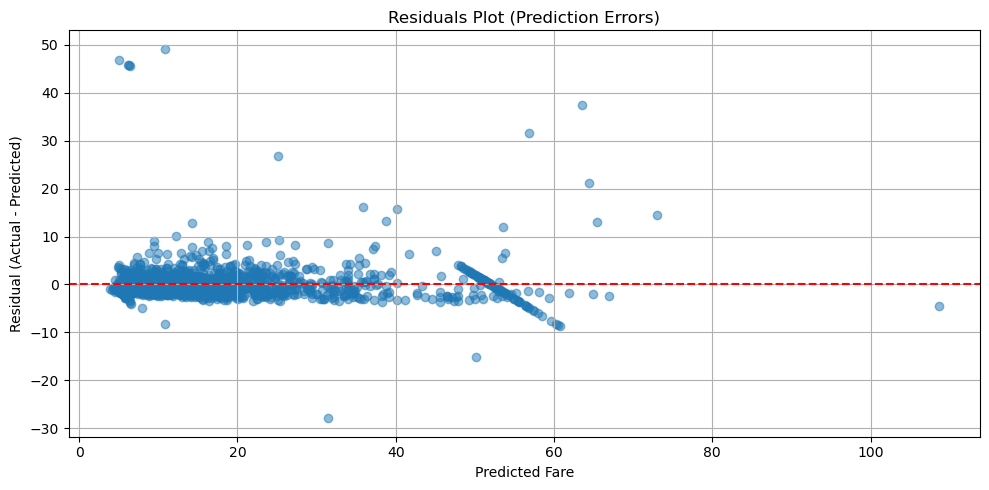 Residuals Plot (Prediction Errors)
Residual (Actual - Predicted)
50
40
30
20
10
0
−10
−20
−30
0 20 40 60 80 100
Predicted Fare